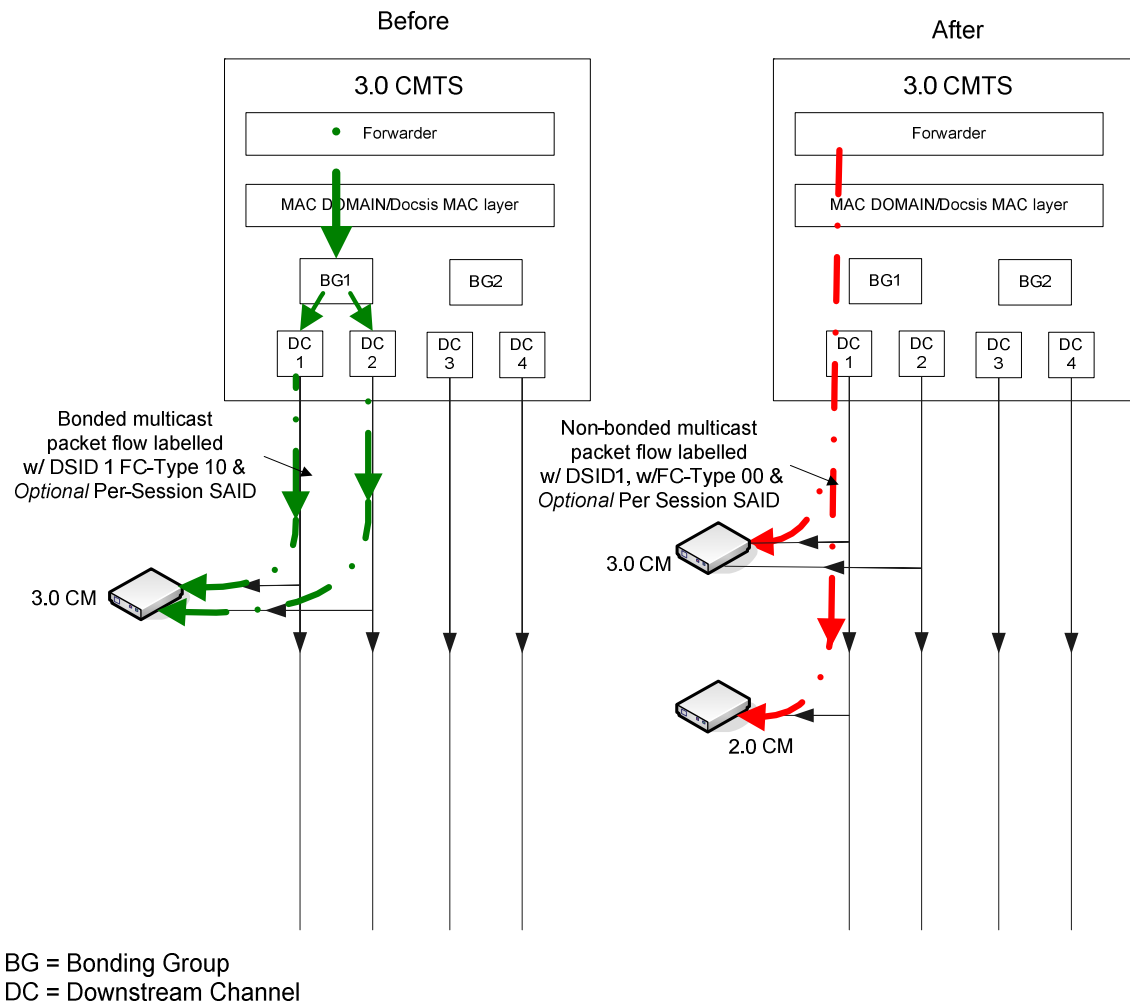 Before
3.0 CMTS
Forwarder
MAC DOMAIN/Docsis MAC layer
BG1
BG2
DC
1
DC
2
DC
3
DC
4
Bonded multicast
packet flow labelled
w/ DSID 1 FC-Type 10 &
Optional Per-Session SAID
3.0 CM
After
3.0 CMTS
Forwarder
MAC DOMAIN/Docsis MAC layer
BG1
BG2
DC
1
DC
2
DC
3
DC
4
Non-bonded multicast
packet flow labelled
w/ DSID1, w/FC-Type 00 &
Optional Per Session SAID
3.0 CM
2.0 CM
BG = Bonding Group
DC = Downstream Channel